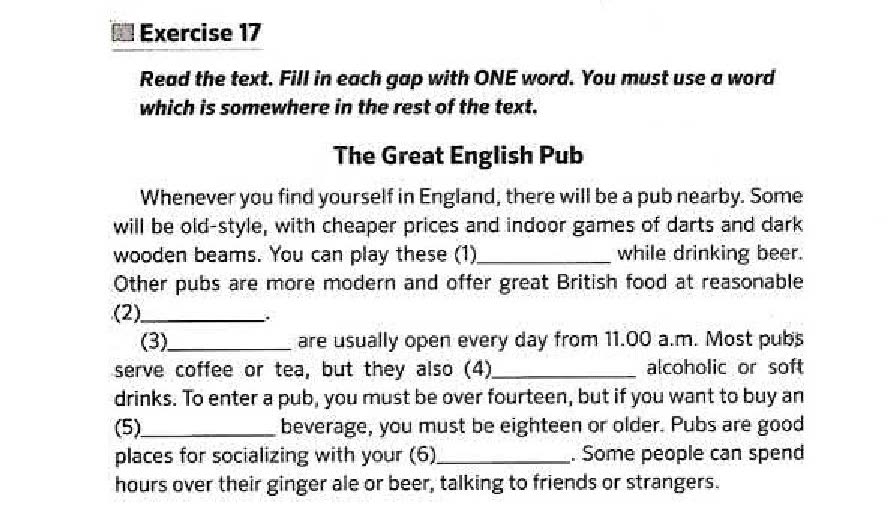 Exercise 17
Read the text. Fill in each gap with ONE word. You must use a word
which is somewhere in the rest of the text.
The Great English Pub
Whenever you find yourself in England, there will be a pub nearby. Some
will be old-style, with cheaper prices and indoor games of darts and dark
wooden beams. You can play these (1)____________ while drinking beer.
Other pubs are more modern and offer great British food at reasonable
(2)____________.
(3)____________ are usually open every day from 11.00 a.m. Most pubs
serve coffee or tea, but they also (4)____________ alcoholic or soft
drinks. To enter a pub, you must be over fourteen, but if you want to buy an
(5)____________ beverage, you must be eighteen or older. Pubs are good
places for socializing with your (6)____________. Some people can spend
hours over their ginger ale or beer, talking to friends or strangers.